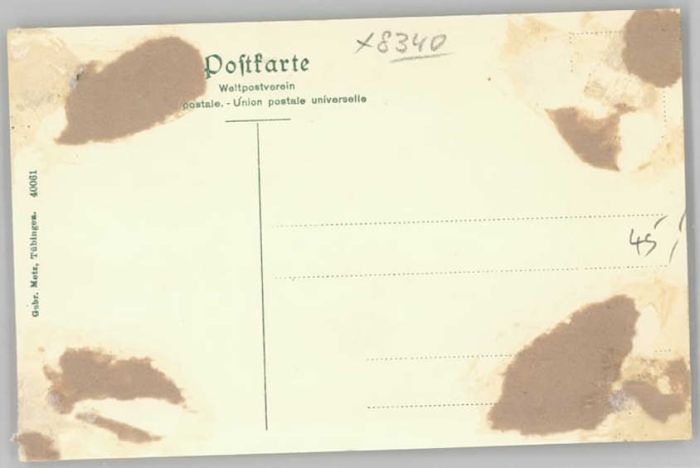 x8340
Postkarte
Weltpostverein
postale. - Union postale universelle
Gebr. Metz, Tübingen. 40061
45